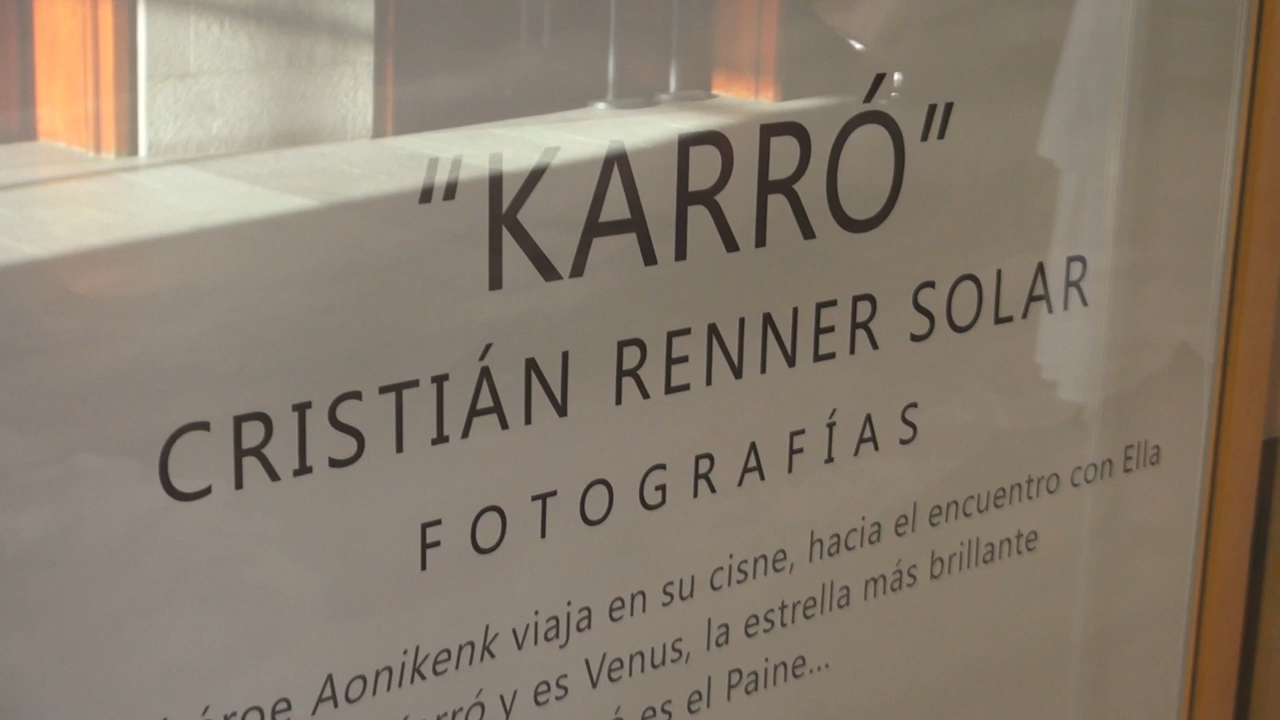 "KARRÓ"
CRISTIÁN RENNER SOLAR
FOTOGRAFÍAS
Aonikenk viaja en su cisne, hacia el encuentro con Ella
y es Venus, la estrella más brillante
es el Paine...